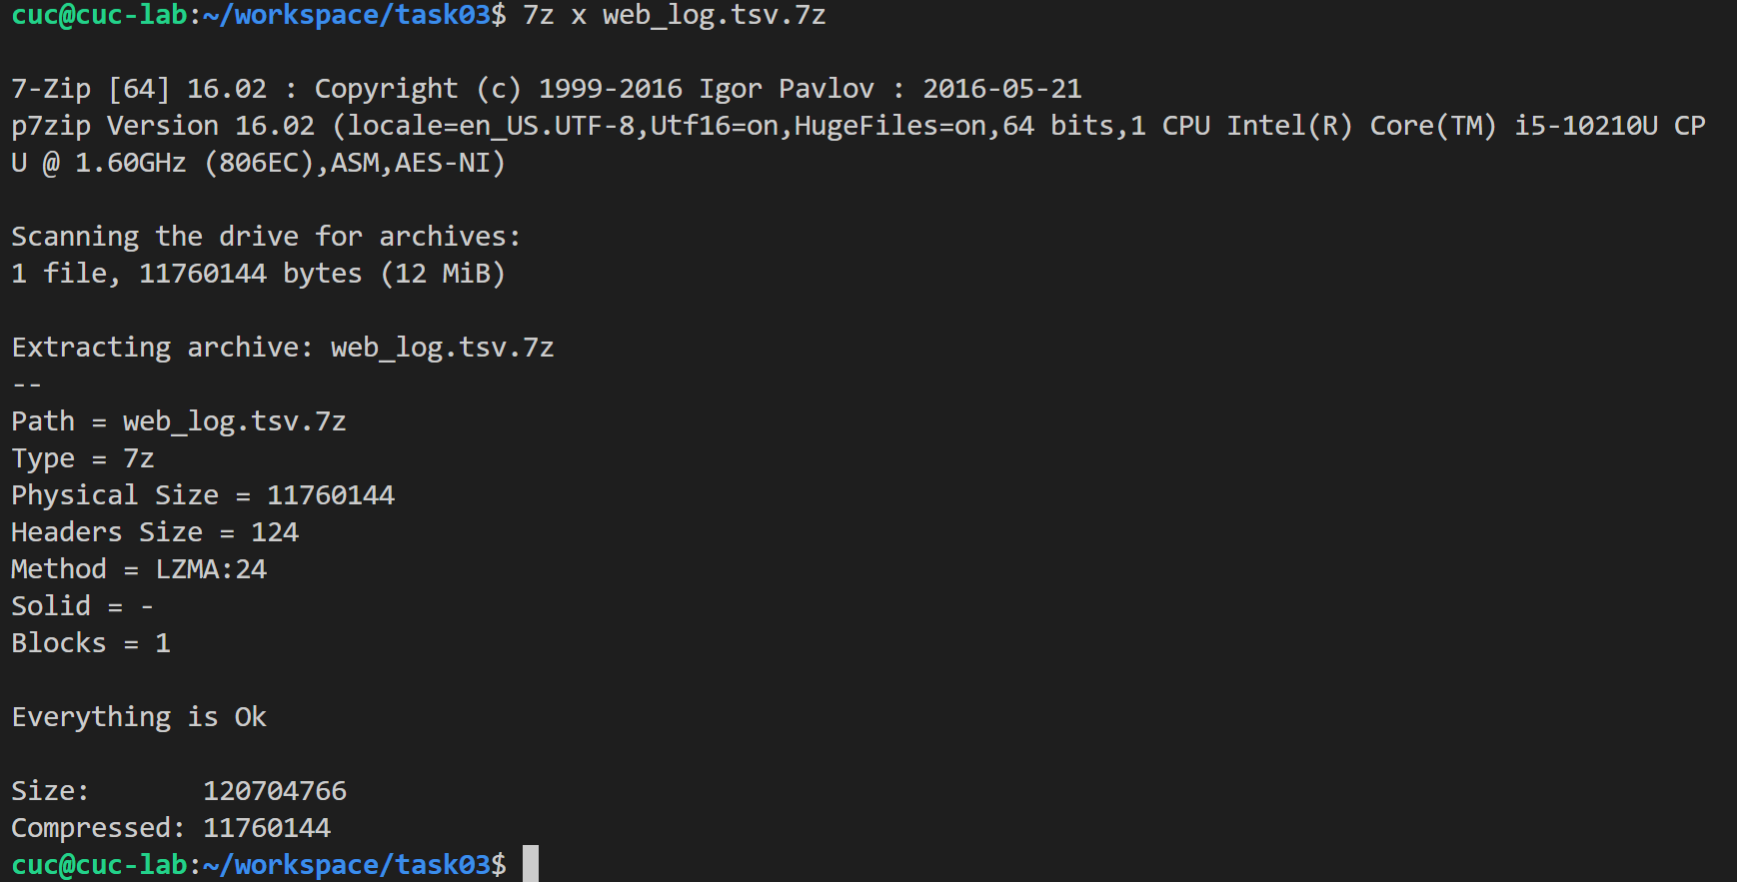 cuc@cuc-lab:~/workspace/task03$ 7z x web_log.tsv.7z
7-Zip [64] 16.02 : Copyright (c) 1999-2016 Igor Pavlov : 2016-05-21
p7zip Version 16.02 (locale=en_US.UTF-8,Utf16=on,HugeFiles=on,64 bits,1 CPU Intel(R) Core(TM) i5-10210U CP
U @ 1.60GHz (806EC),ASM,AES-NI)
Scanning the drive for archives:
1 file, 11760144 bytes (12 MiB)
Extracting archive: web_log.tsv.7z
--
Path = web_log.tsv.7z
Type = 7z
Physical Size = 11760144
Headers Size = 124
Method = LZMA:24
Solid = -
Blocks = 1
Everything is Ok
Size:       120704766
Compressed: 11760144
cuc@cuc-lab:~/workspace/task03$